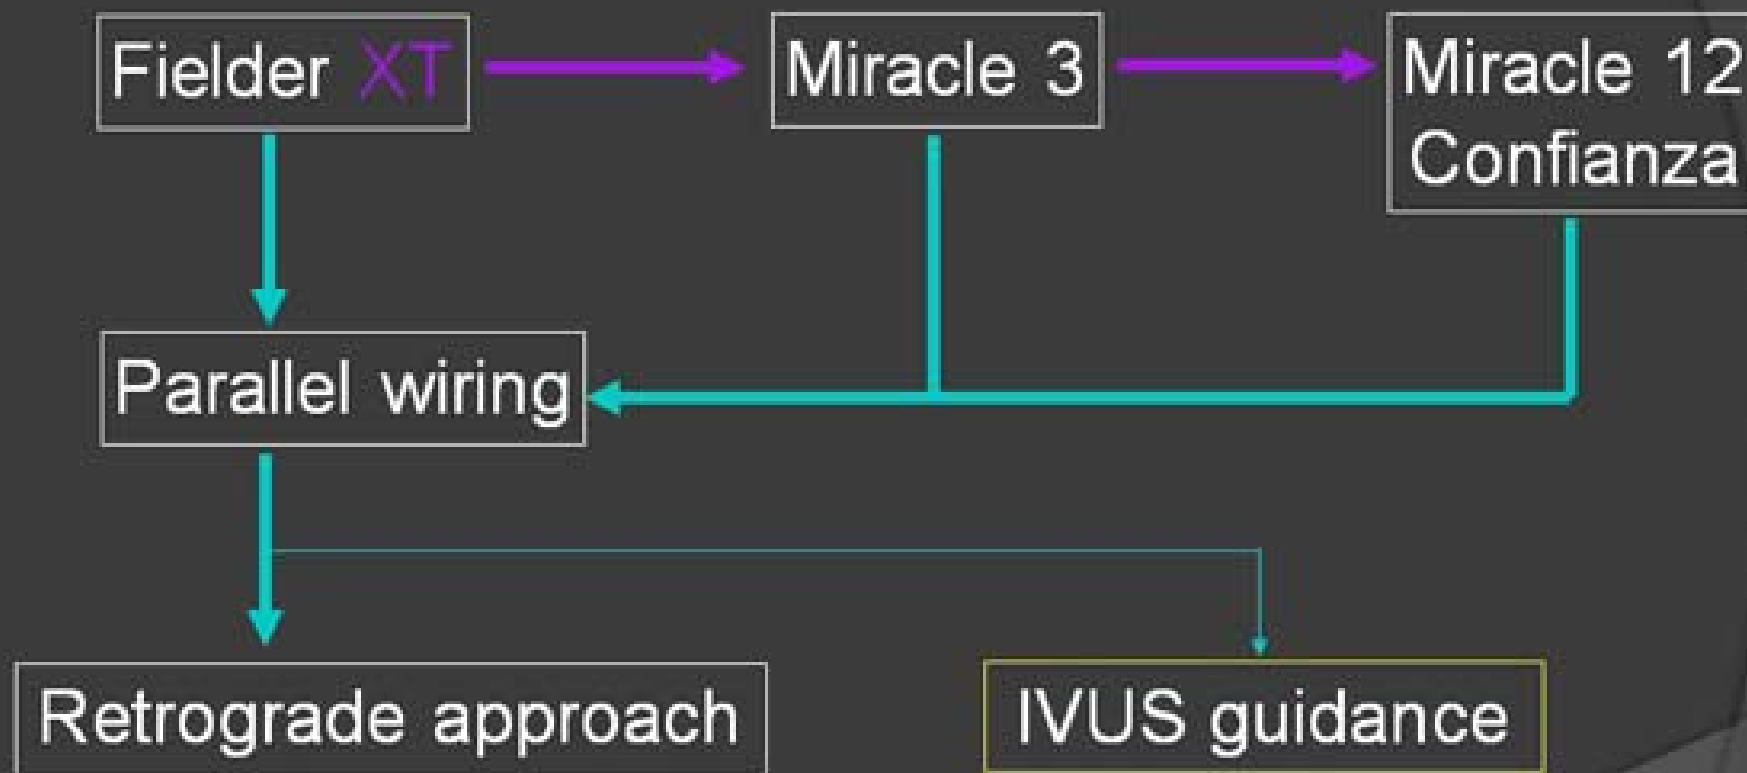 Fielder XT
Miracle 3
Miracle 12
Confianza
Parallel wiring
Retrograde approach
IVUS guidance